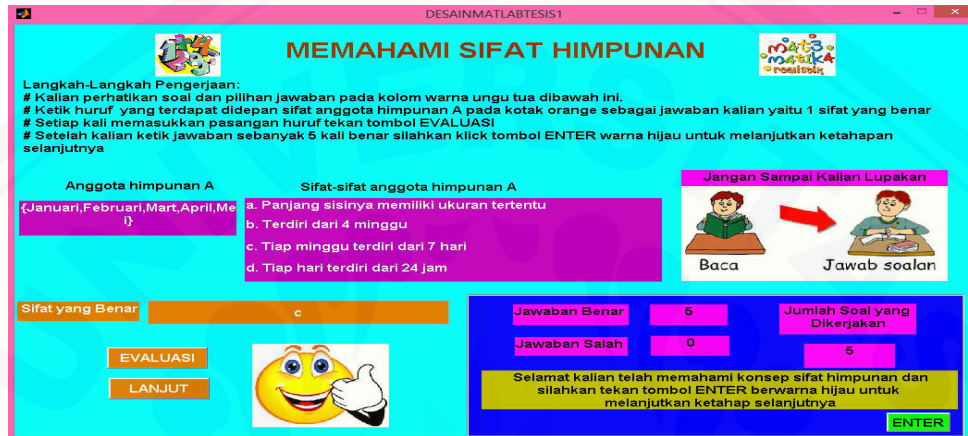 DESAINMATLABTESIS1
MEMAHAMI SIFAT HIMPUNAN
Langkah-Langkah Pengerjaan:
# Kalian perhatikan soal dan pilihan jawaban pada kolom warna ungu tua dibawah ini.
# Ketik huruf yang terdapat didepan sifat anggota himpunan A pada kotak orange sebagai jawaban kalian yaitu 1 sifat yang benar
# Setiap kali memasukkan pasangan huruf tekan tombol EVALUASI
# Setelah kalian ketik jawaban sebanyak 5 kali benar silahkan klick tombol ENTER warna hijau untuk melanjutkan ketahapan
selanjutnya
Anggota himpunan A
{Januari,Februari,Mart,April,Me
i}
Sifat-sifat anggota himpunan A
a. Panjang sisinya memiliki ukuran tertentu
b. Terdiri dari 4 minggu
c. Tiap minggu terdiri dari 7 hari
d. Tiap hari terdiri dari 24 jam
Jangan Sampai Kalian Lupakan
Baca
Jawab soalan
Sifat yang Benar
c
EVALUASI
LANJUT
Jawaban Benar
5
Jawaban Salah
0
Jumlah Soal yang
Dikerjakan
5
Selamat kalian telah memahami konsep sifat himpunan dan
silahkan tekan tombol ENTER berwarna hijau untuk
melanjutkan ketahap selanjutnya
ENTER